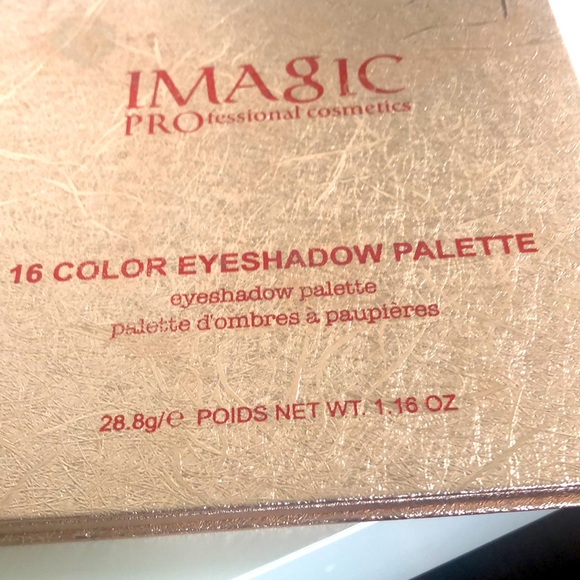 IMAGIC
PROfessional cosmetics
16 COLOR EYESHADOW PALETTE
eyeshadow palette
palette d'ombres à paupières
28.8g/℮ POIDS NET WT. 1.16 OZ